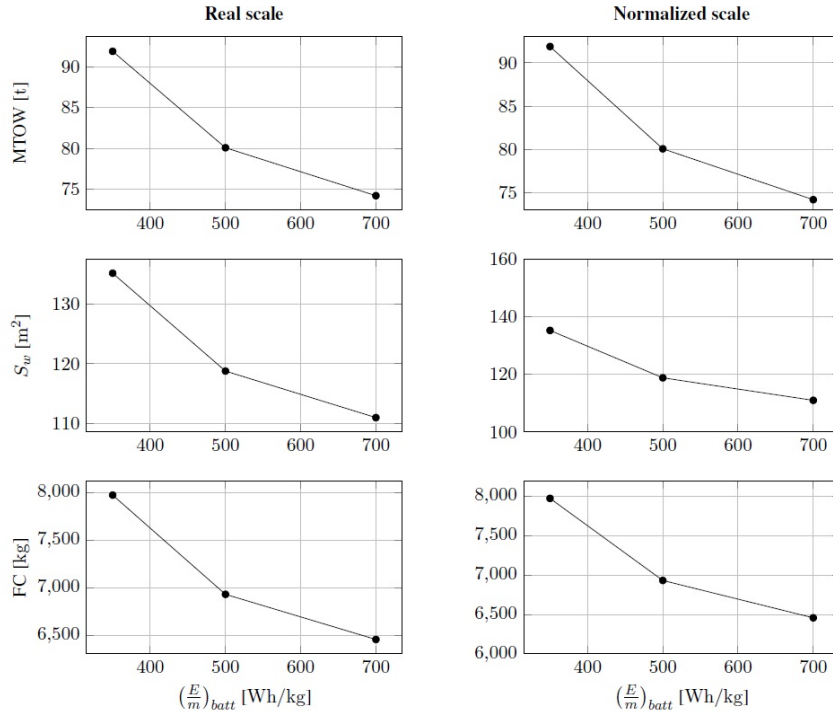 Real scale
Normalized scale
MTOW [t]
90
85
80
75
400 500 600 700
90
85
80
75
400 500 600 700
S_w [m²]
130
120
110
400 500 600 700
160
140
120
100
400 500 600 700
FC [kg]
8,000
7,500
7,000
6,500
400 500 600 700
(E/m)_batt [Wh/kg]
8,000
7,500
7,000
6,500
6,000
400 500 600 700
(E/m)_batt [Wh/kg]